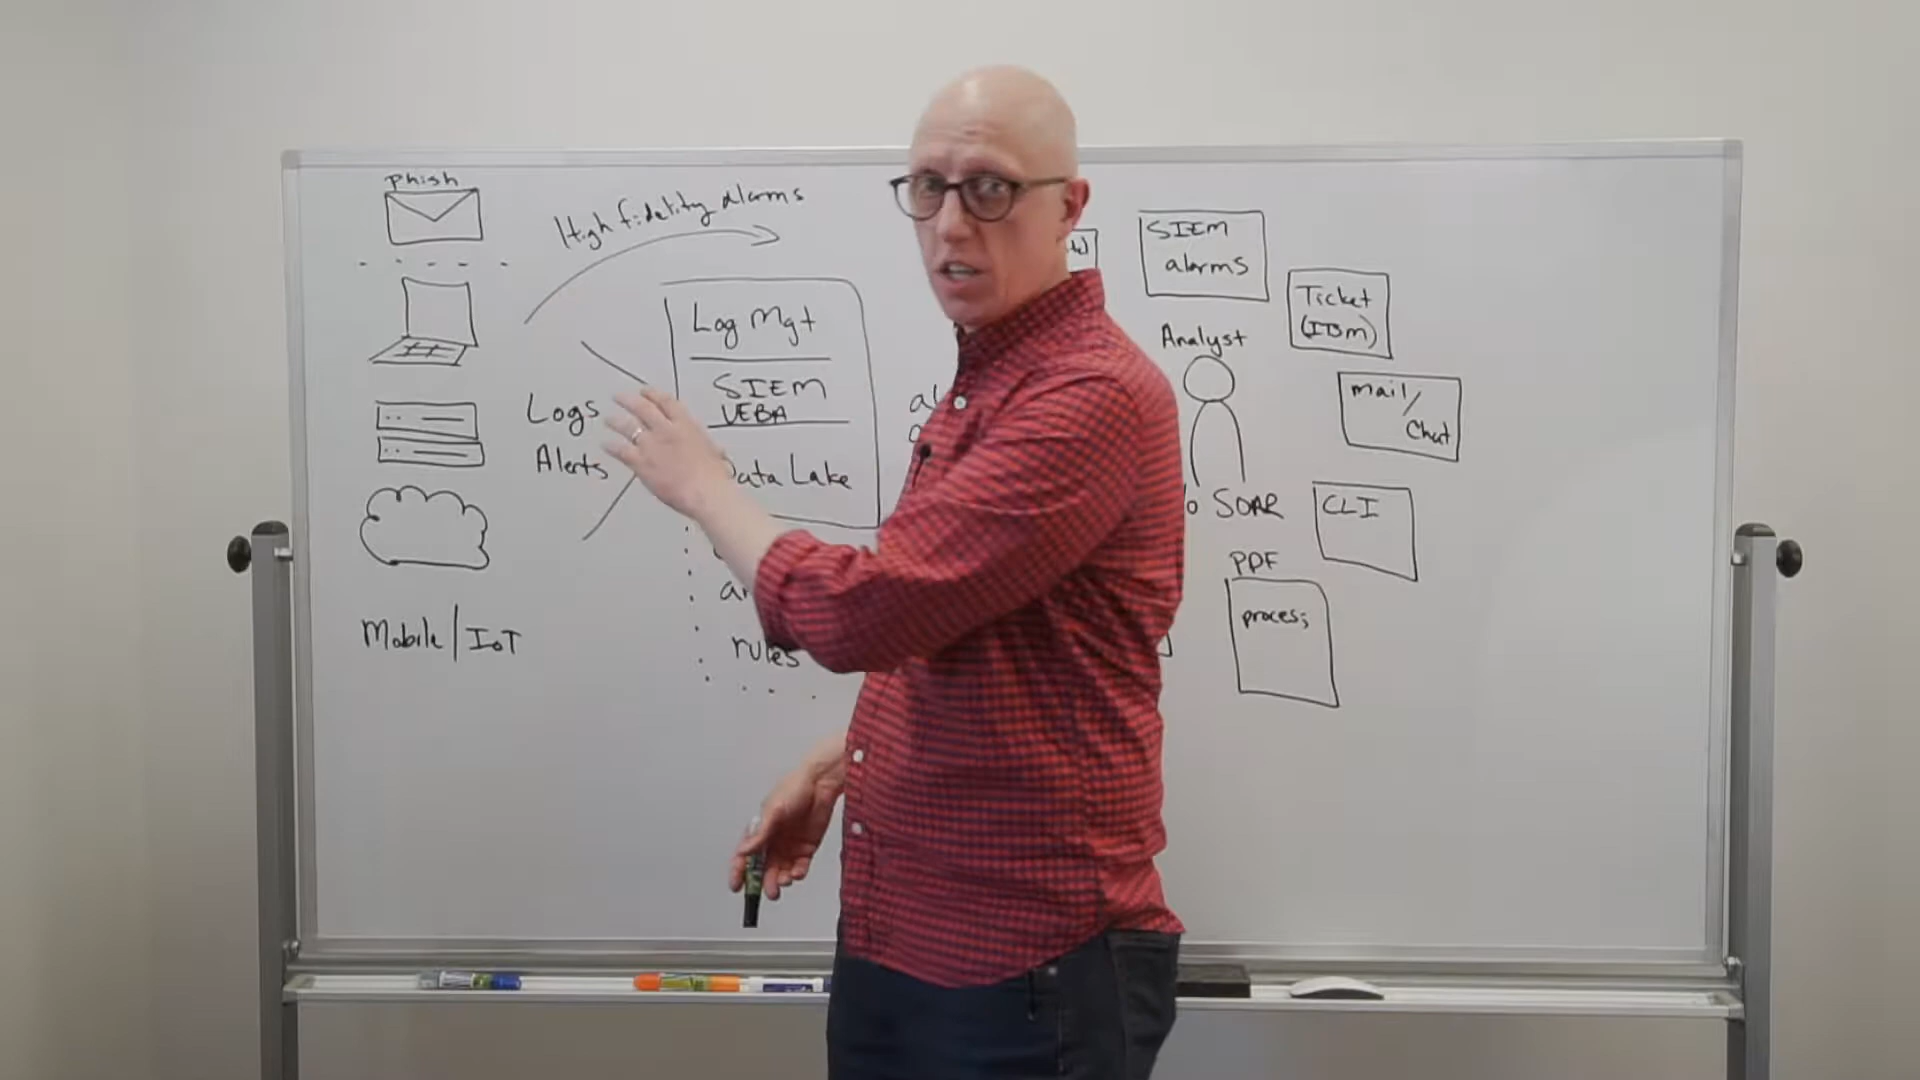 phish
High fidelity alarms
Log Mgt
SIEM
UEBA
Data Lake
rules
Logs
Alerts
Mobile/IoT
SIEM
alarms
Ticket
(ITSM)
Analyst
Mail/
Chat
SOAR
CLI
PDF
process